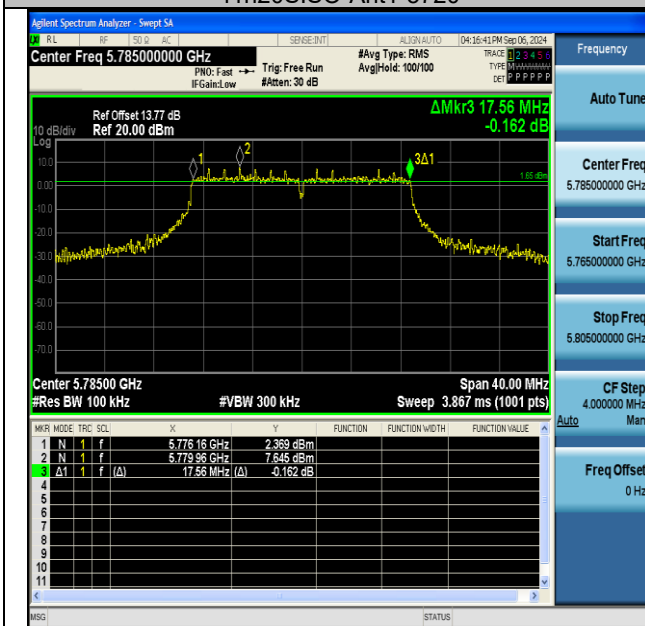 Agilent Spectrum Analyzer - Swept SA
RL RF 50 Ω AC SENSE:INT ALIGN AUTO 04:16:41 PM Sep 06, 2024
Center Freq 5.785000000 GHz
PNO: Fast
IFGain:Low
Trig: Free Run
#Atten: 30 dB
#Avg Type: RMS
Avg|Hold: 100/100
TRACE 1 2 3 4 5 6
TYPE
DET P P P P P P
Ref Offset 13.77 dB
10 dB/div Ref 20.00 dBm
Log
ΔMkr3 17.56 MHz
-0.162 dB
10.0
0.00
-10.0
-20.0
-30.0
-40.0
-50.0
-60.0
-70.0
1
2
3Δ1
1.65 dBm
Center 5.78500 GHz Span 40.00 MHz
#Res BW 100 kHz #VBW 300 kHz Sweep 3.867 ms (1001 pts)
MKR MODE TRC SCL X Y FUNCTION FUNCTION WIDTH FUNCTION VALUE
1 N 1 f 5.776 16 GHz 2.369 dBm
2 N 1 f 5.779 96 GHz 7.645 dBm
3 Δ1 1 f (Δ) 17.56 MHz (Δ) -0.162 dB
4
5
6
7
8
9
10
11
MSG STATUS
Frequency
Auto Tune
Center Freq
5.785000000 GHz
Start Freq
5.765000000 GHz
Stop Freq
5.805000000 GHz
CF Step
4.000000 MHz
Auto Man
Freq Offset
0 Hz